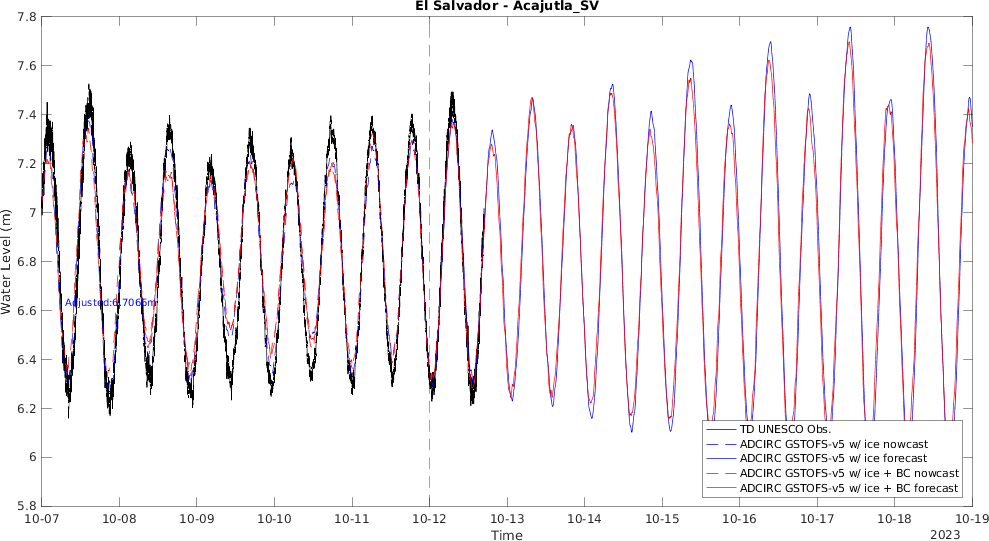 El Salvador - Acajutla_SV
7.8
7.6
7.4
7.2
7
6.8
6.6
6.4
6.2
6
5.8
Water Level (m)
Adjusted:6.7066m
TD UNESCO Obs.
ADCIRC GSTOFS-v5 w/ ice nowcast
ADCIRC GSTOFS-v5 w/ ice forecast
ADCIRC GSTOFS-v5 w/ ice + BC nowcast
ADCIRC GSTOFS-v5 w/ ice + BC forecast
10-07 10-08 10-09 10-10 10-11 10-12 10-13 10-14 10-15 10-16 10-17 10-18 10-19
Time
2023